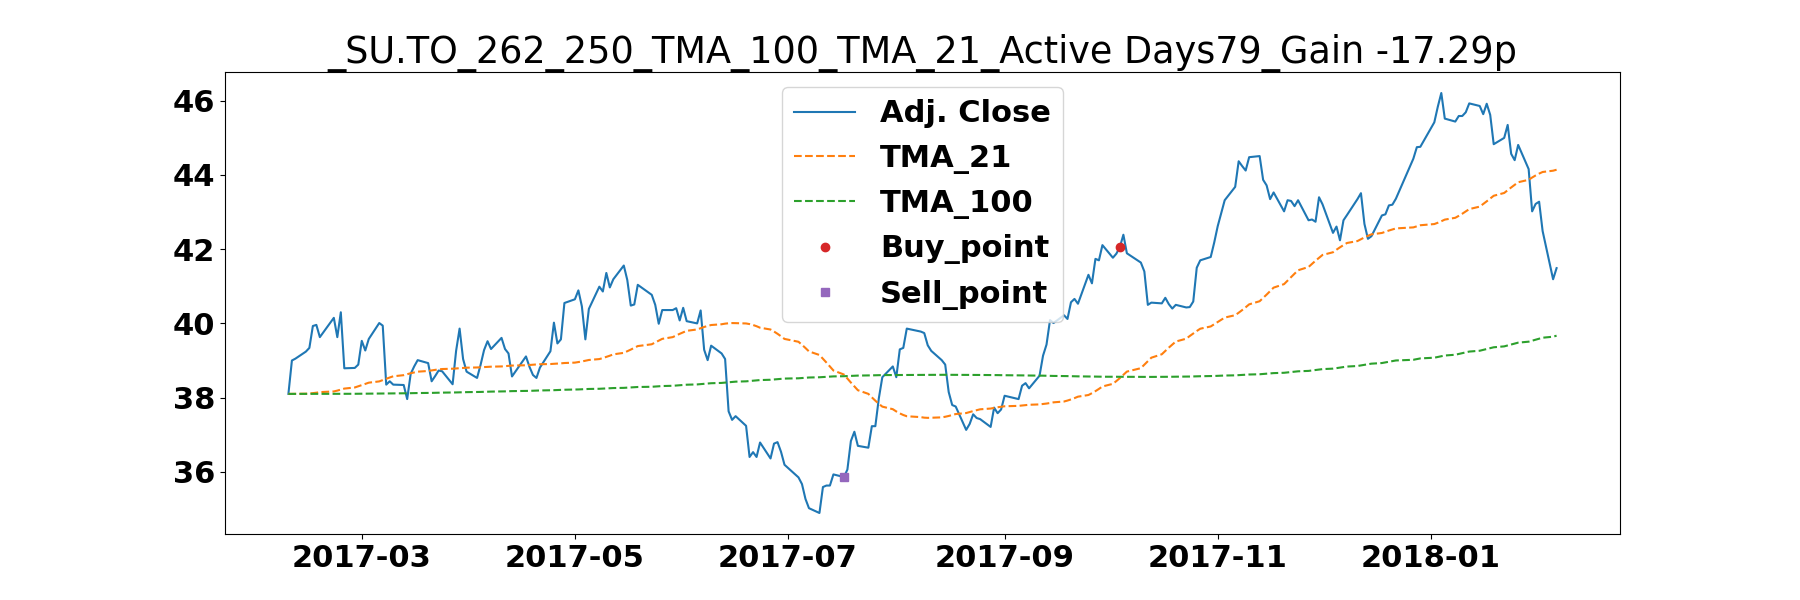 _SU.TO_262_250_TMA_100_TMA_21_Active Days79_Gain -17.29p
46
44
42
40
38
36
Adj. Close
TMA_21
TMA_100
Buy_point
Sell_point
2017-03 2017-05 2017-07 2017-09 2017-11 2018-01